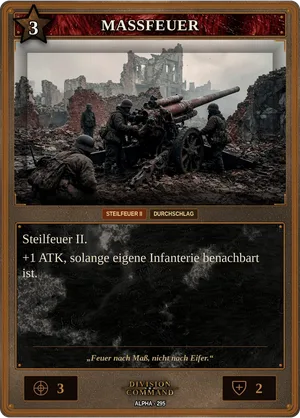 3
MASSFEUER
STEILFEUER II
DURCHSCHLAG
Steilfeuer II.
+1 ATK, solange eigene Infanterie benachbart
ist.
„Feuer nach Maß, nicht nach Eifer.“
3
DIVISION
COMMAND
ALPHA · 295
2